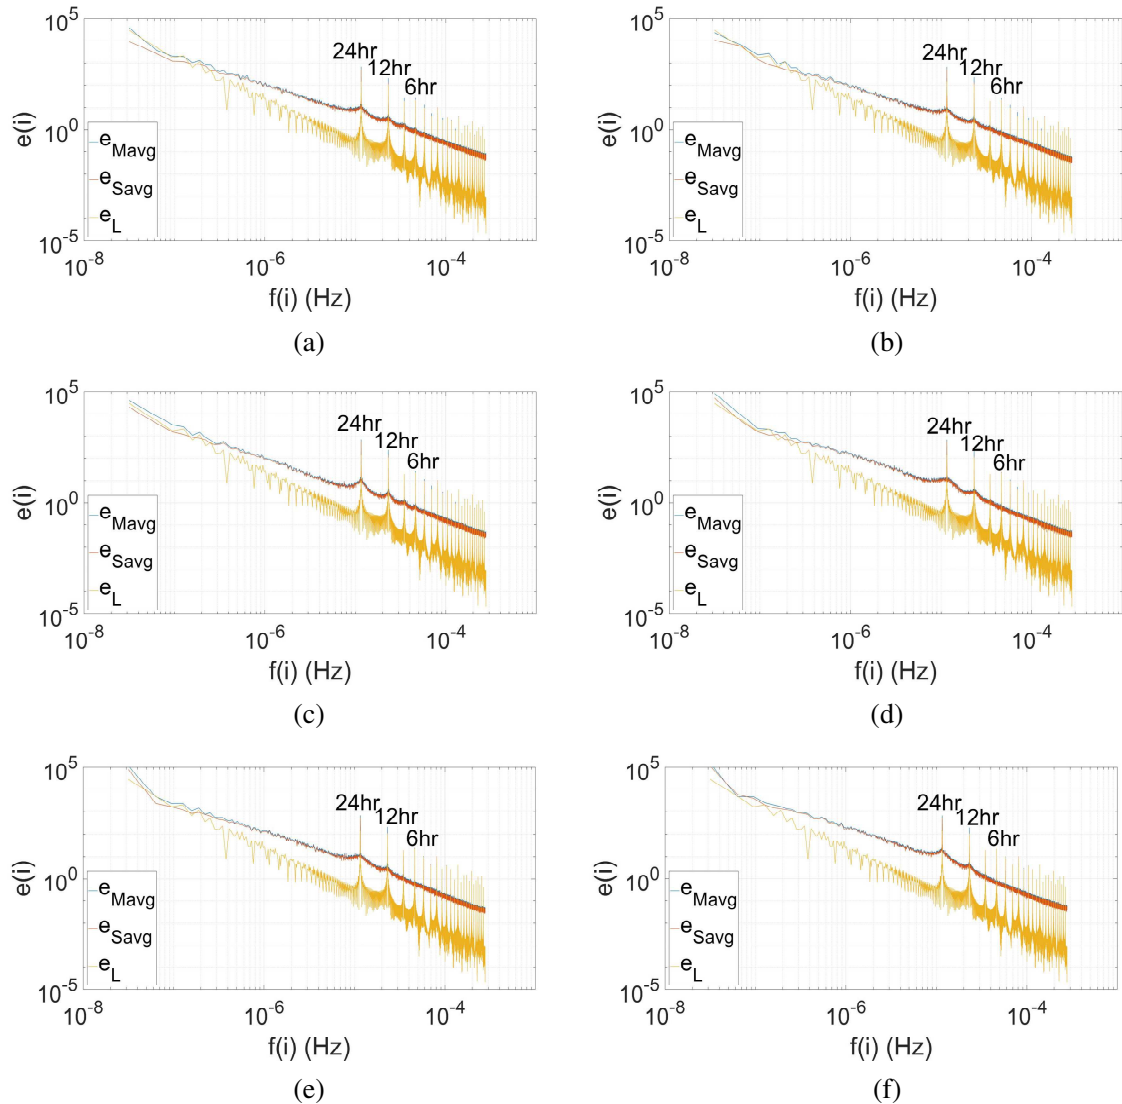 10^5
24hr
12hr
6hr
10^0
e(i)
e_Mavg
e_Savg
e_L
10^-5
10^-8
10^-6
10^-4
f(i) (Hz)
(a)
10^5
24hr
12hr
6hr
10^0
e(i)
e_Mavg
e_Savg
e_L
10^-5
10^-8
10^-6
10^-4
f(i) (Hz)
(b)
10^5
24hr
12hr
6hr
10^0
e(i)
e_Mavg
e_Savg
e_L
10^-5
10^-8
10^-6
10^-4
f(i) (Hz)
(c)
10^5
24hr
12hr
6hr
10^0
e(i)
e_Mavg
e_Savg
e_L
10^-5
10^-8
10^-6
10^-4
f(i) (Hz)
(d)
10^5
24hr
12hr
6hr
10^0
e(i)
e_Mavg
e_Savg
e_L
10^-5
10^-8
10^-6
10^-4
f(i) (Hz)
(e)
10^5
24hr
12hr
6hr
10^0
e(i)
e_Mavg
e_Savg
e_L
10^-5
10^-8
10^-6
10^-4
f(i) (Hz)
(f)